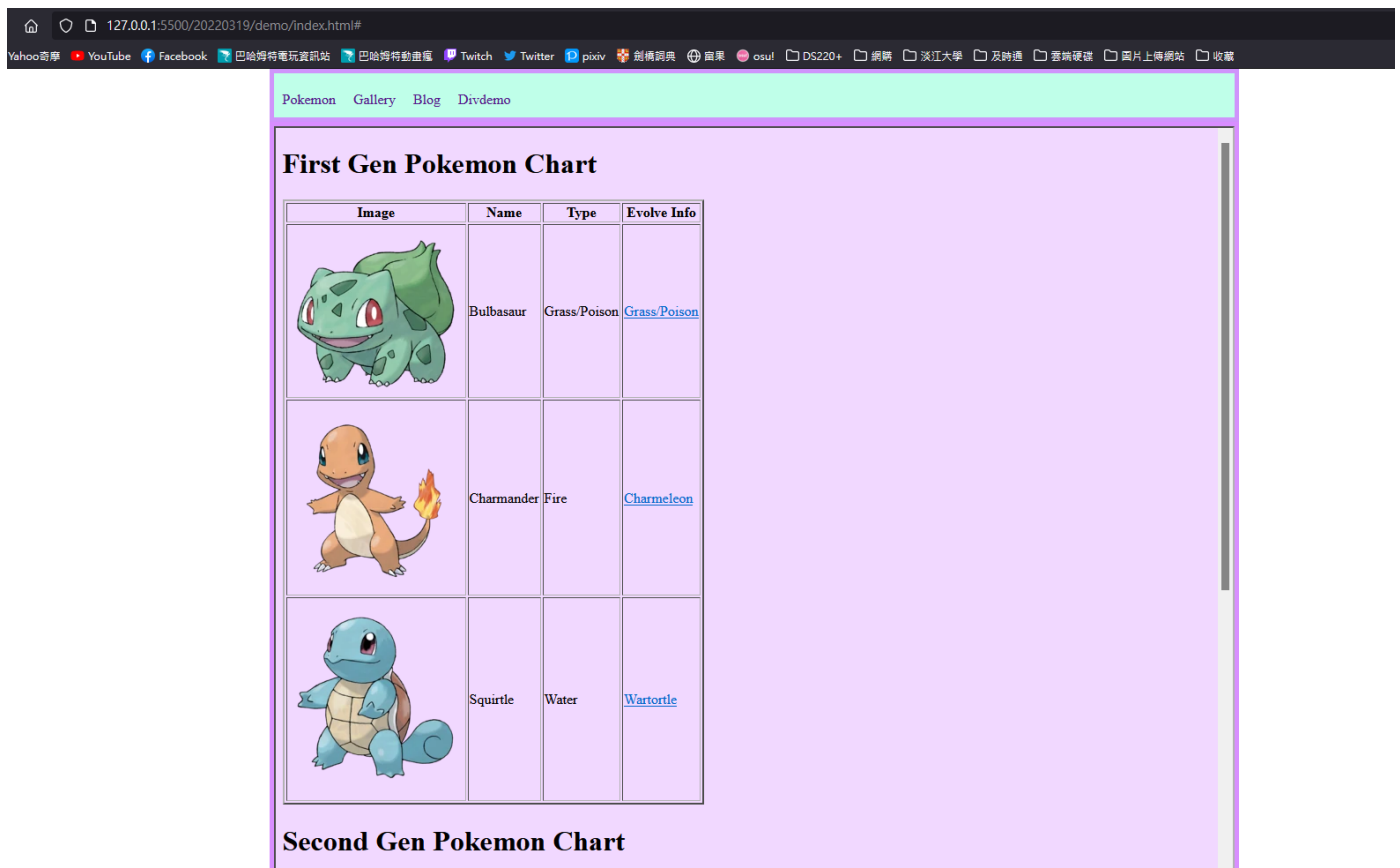 127.0.0.1:5500/20220319/demo/index.html#
Yahoo奇摩 YouTube Facebook 巴哈姆特電玩資訊站 巴哈姆特動畫瘋 Twitch Twitter pixiv 劍橋詞典 osu! DS220+ 網購 淡江大學 及時通 雲端硬碟 圖片上傳網站 收藏
Pokemon Gallery Blog Divdemo
First Gen Pokemon Chart
Image Name Type Evolve Info
Bulbasaur Grass/Poison Grass/Poison
Charmander Fire Charmeleon
Squirtle Water Wartortle
Second Gen Pokemon Chart